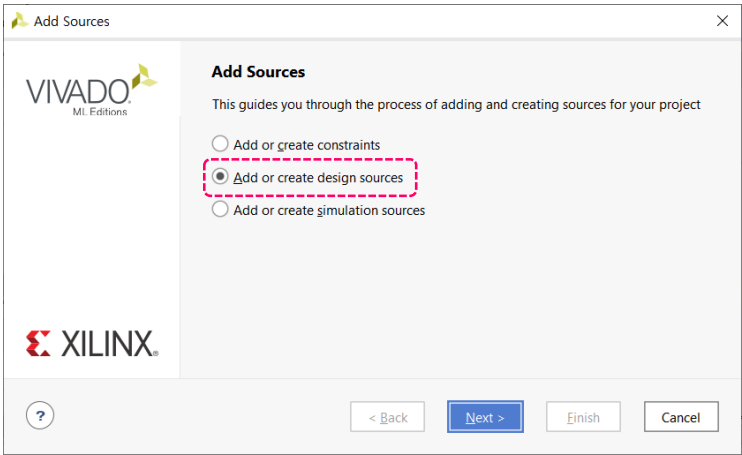 Add Sources
VIVADO.
ML Editions
Add Sources
This guides you through the process of adding and creating sources for your project
Add or create constraints
Add or create design sources
Add or create simulation sources
XILINX®
?
< Back
Next >
Finish
Cancel